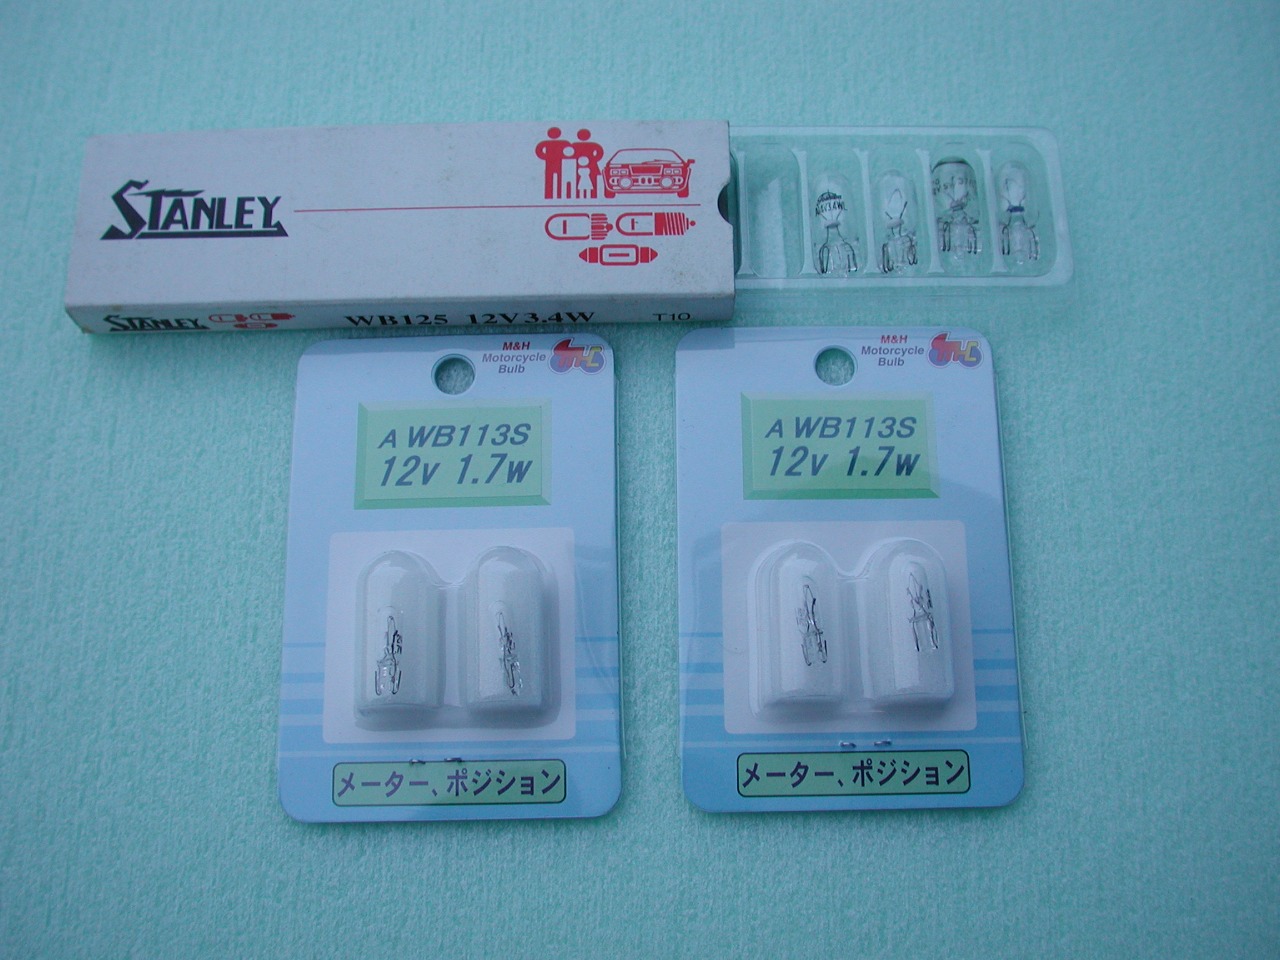 STANLEY
STANLEY WB125 12V3.4W T10
M&H
Motorcycle
Bulb
A WB113S
12v 1.7w
メーター、ポジション
M&H
Motorcycle
Bulb
A WB113S
12v 1.7w
メーター、ポジション